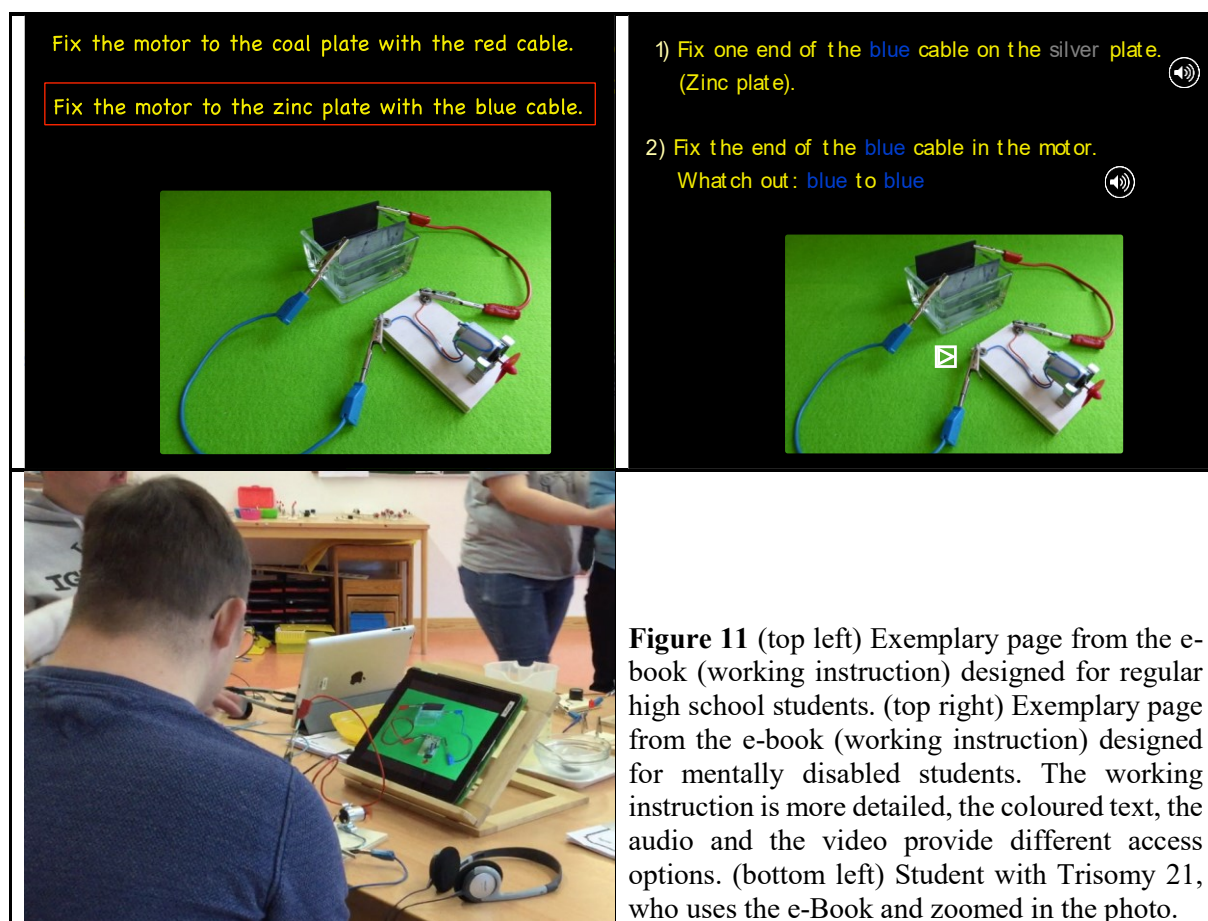 Fix the motor to the coal plate with the red cable.
Fix the motor to the zinc plate with the blue cable.
1) Fix one end of the blue cable on the silver plate.
(Zinc plate).
2) Fix the end of the blue cable in the motor.
Whatch out: blue to blue
Figure 11 (top left) Exemplary page from the e-
book (working instruction) designed for regular
high school students. (top right) Exemplary page
from the e-book (working instruction) designed
for mentally disabled students. The working
instruction is more detailed, the coloured text, the
audio and the video provide different access
options. (bottom left) Student with Trisomy 21,
who uses the e-Book and zoomed in the photo.